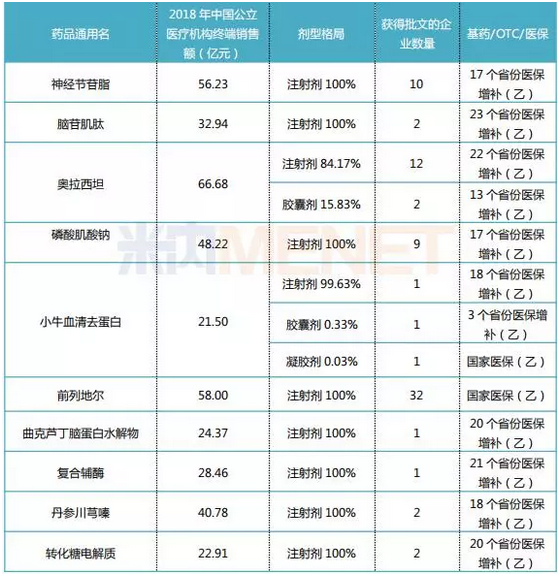 药品通用名
2018 年中国公立
医疗机构终端销售
额（亿元）
剂型格局
获得批文的企
业数量
基药/OTC/医保
神经节苷脂
56.23
注射剂 100%
10
17 个省份医保
增补（乙）
脑苷肌肽
32.94
注射剂 100%
2
23 个省份医保
增补（乙）
奥拉西坦
66.68
注射剂 84.17%
12
22 个省份医保
增补（乙）
胶囊剂 15.83%
2
13 个省份医保
增补（乙）
磷酸肌酸钠
48.22
注射剂 100%
9
17 个省份医保
增补（乙）
小牛血清去蛋白
21.50
注射剂 99.63%
1
18 个省份医保
增补（乙）
胶囊剂 0.33%
1
3 个省份医保增
补（乙）
凝胶剂 0.03%
1
国家医保（乙）
前列地尔
58.00
注射剂 100%
32
国家医保（乙）
曲克芦丁脑蛋白水解物
24.37
注射剂 100%
1
20 个省份医保
增补（乙）
复合辅酶
28.46
注射剂 100%
1
21 个省份医保
增补（乙）
丹参川芎嗪
40.78
注射剂 100%
2
18 个省份医保
增补（乙）
转化糖电解质
22.91
注射剂 100%
2
20 个省份医保
增补（乙）
米内MENET